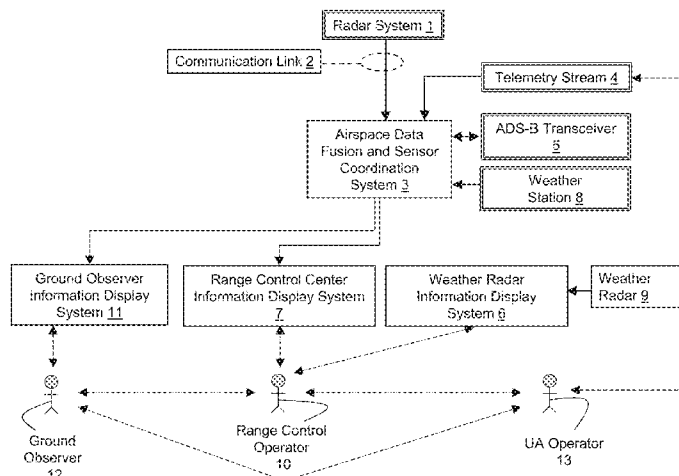 Radar System 1
Communication Link 2
Telemetry Stream 4
Airspace Data
Fusion and Sensor
Coordination
System 3
ADS-B Transceiver
5
Weather
Station 8
Ground Observer
Information Display
System 11
Range Control Center
Information Display System
7
Weather Radar
Information Display
System 6
Weather
Radar 9
Ground
Observer
12
Range Control
Operator
10
UA Operator
13